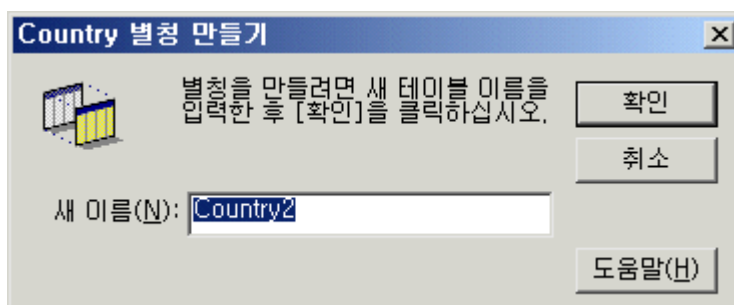 Country 별칭 만들기
별칭을 만들려면 새 테이블 이름을
입력한 후 [확인]을 클릭하십시오.
확인
취소
새 이름(N): Country2
도움말(H)